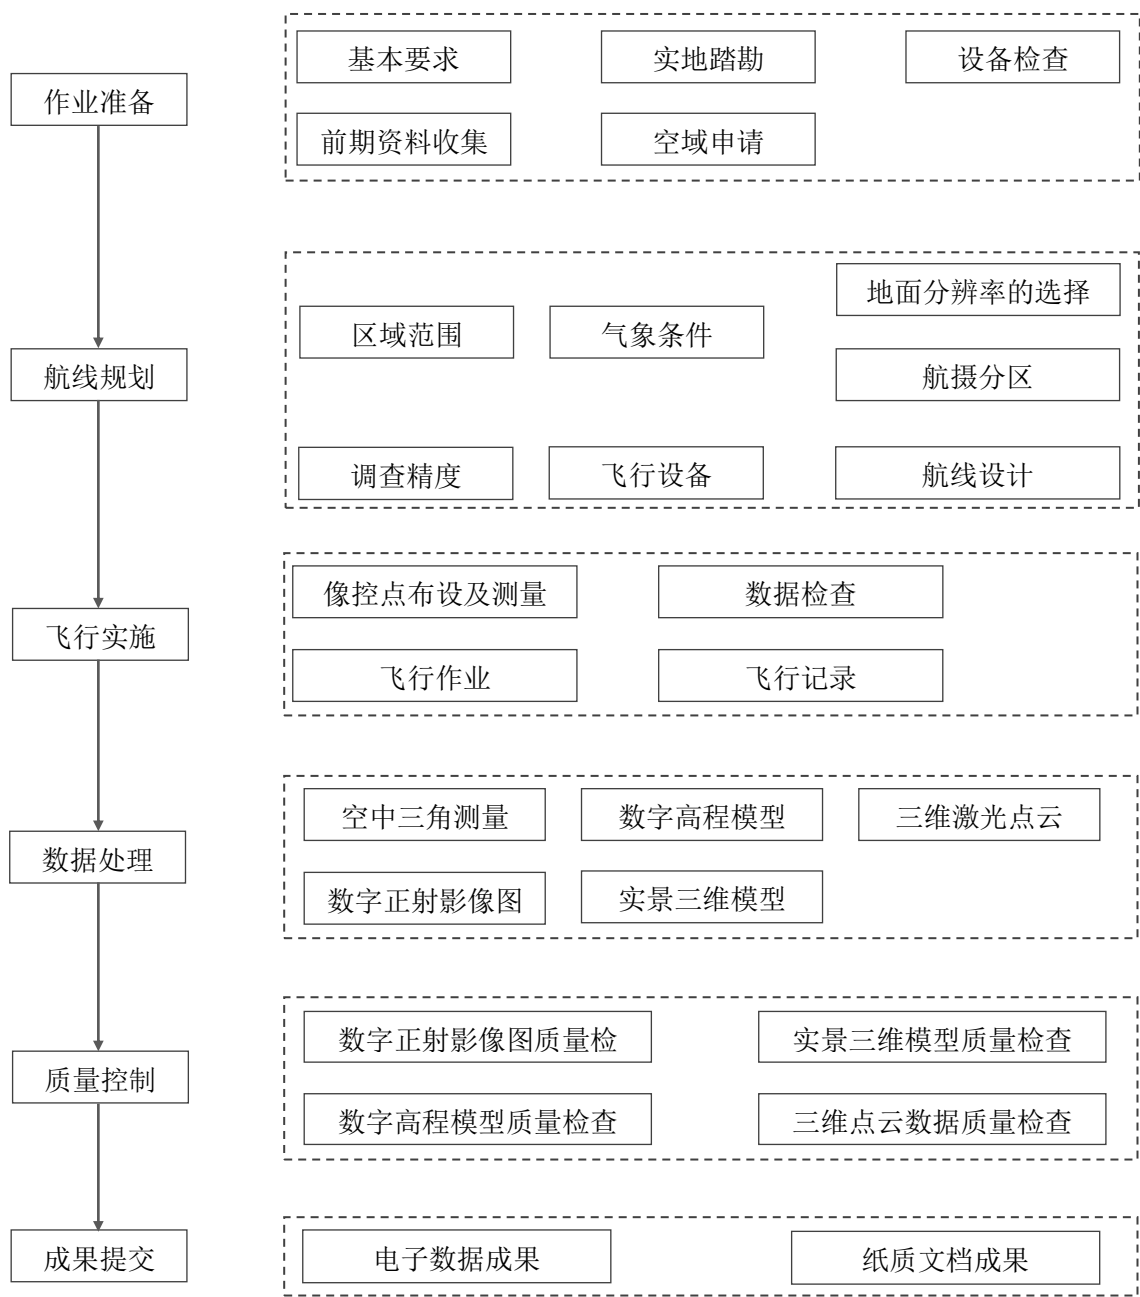 作业准备
基本要求
实地踏勘
设备检查
前期资料收集
空域申请
航线规划
区域范围
气象条件
地面分辨率的选择
航摄分区
调查精度
飞行设备
航线设计
飞行实施
像控点布设及测量
数据检查
飞行作业
飞行记录
数据处理
空中三角测量
数字高程模型
三维激光点云
数字正射影像图
实景三维模型
质量控制
数字正射影像图质量检
实景三维模型质量检查
数字高程模型质量检查
三维点云数据质量检查
成果提交
电子数据成果
纸质文档成果